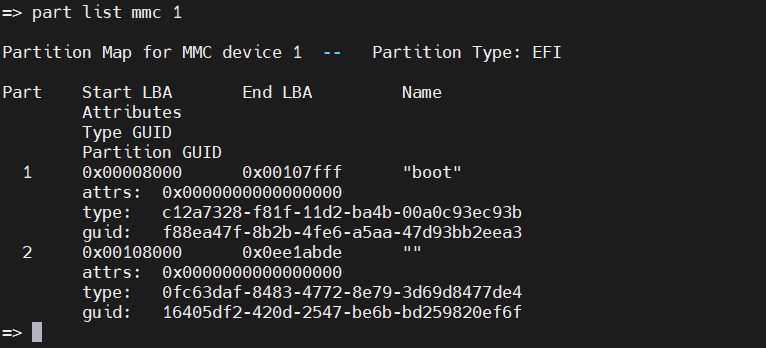 => part list mmc 1
Partition Map for MMC device 1  --   Partition Type: EFI
Part    Start LBA       End LBA         Name
        Attributes
        Type GUID
        Partition GUID
  1     0x00008000      0x00107fff      "boot"
        attrs:  0x0000000000000000
        type:   c12a7328-f81f-11d2-ba4b-00a0c93ec93b
        guid:   f88ea47f-8b2b-4fe6-a5aa-47d93bb2eea3
  2     0x00108000      0x0ee1abde      ""
        attrs:  0x0000000000000000
        type:   0fc63daf-8483-4772-8e79-3d69d8477de4
        guid:   16405df2-420d-2547-be6b-bd259820ef6f
=>